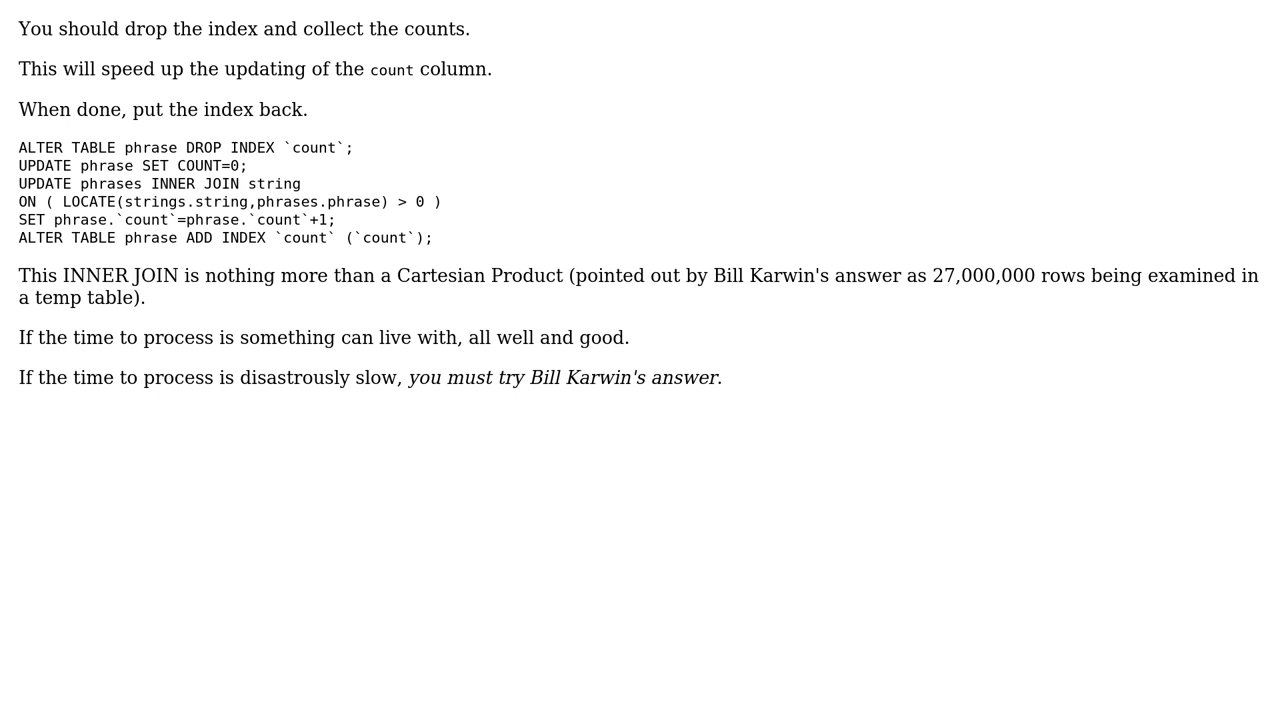 You should drop the index and collect the counts.
This will speed up the updating of the count column.
When done, put the index back.
ALTER TABLE phrase DROP INDEX `count`;
UPDATE phrase SET COUNT=0;
UPDATE phrases INNER JOIN string
ON ( LOCATE(strings.string,phrases.phrase) > 0 )
SET phrase.`count`=phrase.`count`+1;
ALTER TABLE phrase ADD INDEX `count` (`count`);
This INNER JOIN is nothing more than a Cartesian Product (pointed out by Bill Karwin's answer as 27,000,000 rows being examined in
a temp table).
If the time to process is something can live with, all well and good.
If the time to process is disastrously slow, you must try Bill Karwin's answer.